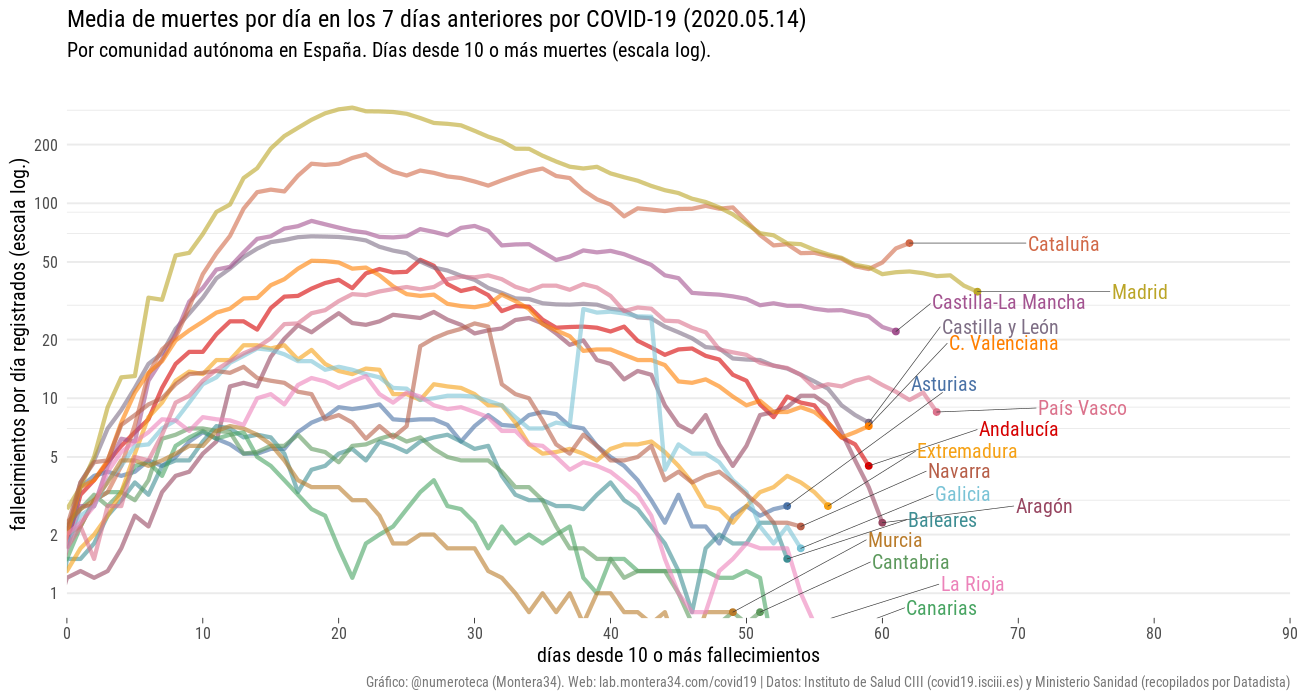 Media de muertes por día en los 7 días anteriores por COVID-19 (2020.05.14)
Por comunidad autónoma en España. Días desde 10 o más muertes (escala log).
fallecimientos por día registrados (escala log.)
200
100
50
20
10
5
2
1
Cataluña
Madrid
Castilla-La Mancha
Castilla y León
C. Valenciana
Asturias
País Vasco
Andalucía
Extremadura
Navarra
Galicia
Aragón
Baleares
Murcia
Cantabria
La Rioja
Canarias
0 10 20 30 40 50 60 70 80 90
días desde 10 o más fallecimientos
Gráfico: @numeroteca (Montera34). Web: lab.montera34.com/covid19 | Datos: Instituto de Salud CIII (covid19.isciii.es) y Ministerio Sanidad (recopilados por Datadista)